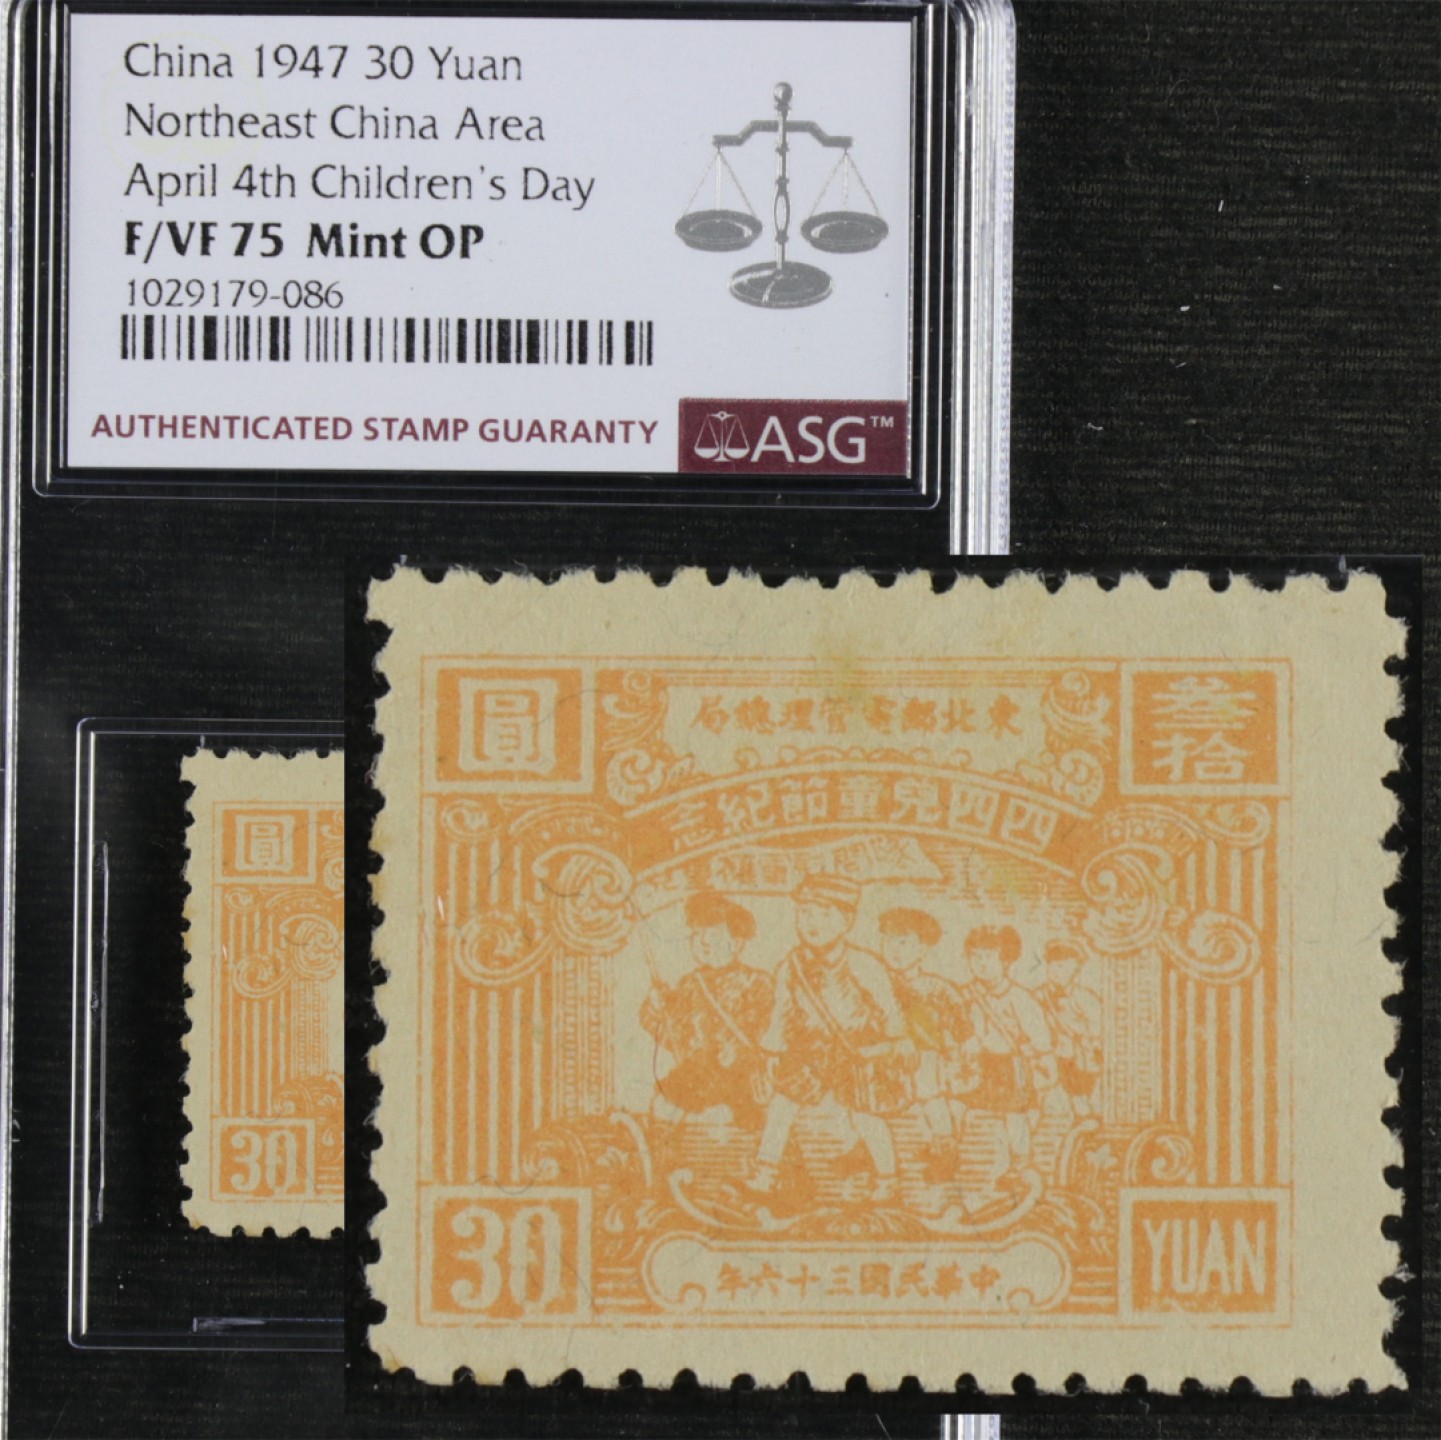 China 1947 30 Yuan
Northeast China Area
April 4th Children's Day
F/VF 75 Mint OP
1029179-086
AUTHENTICATED STAMP GUARANTY
ASG™
圓
30
圓
局總理管電郵北東
叁拾
念紀節童兒四四
30
年六十三國民華中
YUAN